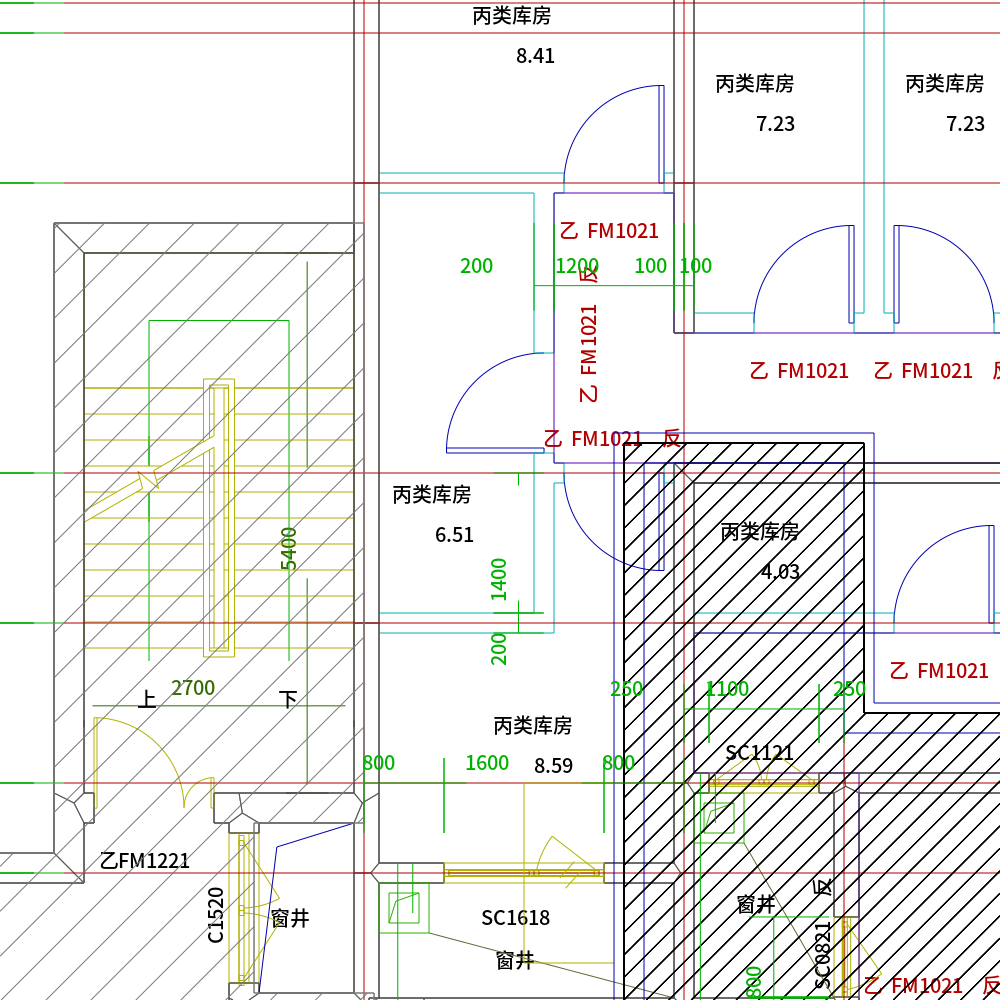 丙类库房
8.41
丙类库房
7.23
丙类库房
7.23
乙 FM1021
200
1200
100
100
乙 FM1021 反
乙 FM1021
乙 FM1021 反
乙 FM1021 反
丙类库房
6.51
丙类库房
4.03
5400
1400
200
乙 FM1021
2700
上
下
250
1100
250
丙类库房
8.59
SC1121
800
1600
800
乙FM1221
C1520
窗井
SC1618
窗井
窗井
SC0821 反
800
乙 FM1021 反